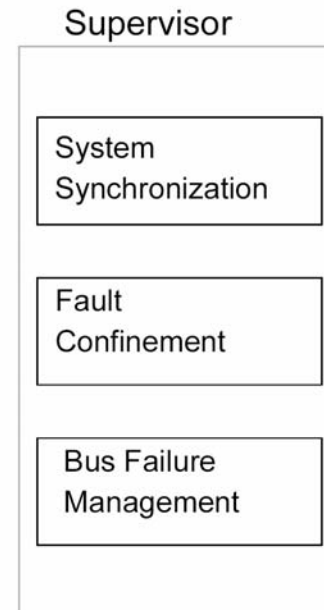 Supervisor
System
Synchronization
Fault
Confinement
Bus Failure
Management